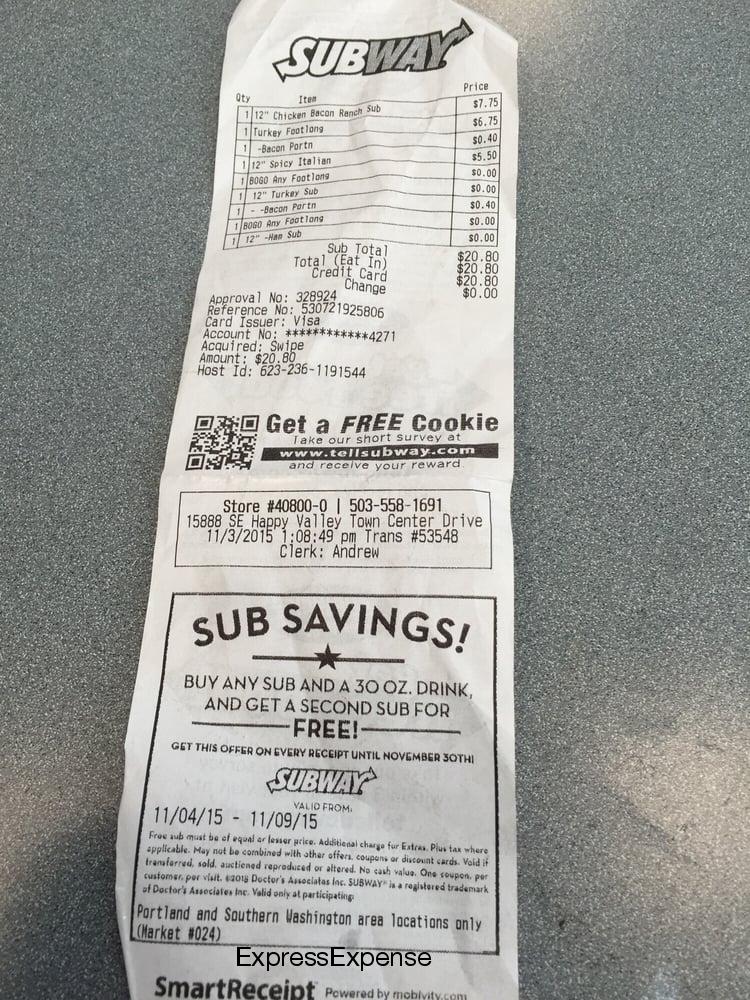 SUBWAY
Qty Item Price
1 12" Chicken Bacon Ranch Sub $7.75
1 Turkey Footlong $6.75
1 -Bacon Portn $0.40
1 12" Spicy Italian $5.50
1 BOGO Any Footlong $0.00
1 12" Turkey Sub $0.00
1 - -Bacon Portn $0.40
1 BOGO Any Footlong $0.00
1 12" -Ham Sub $0.00
Sub Total $20.80
Total (Eat In) $20.80
Credit Card $20.80
Change $0.00
Approval No: 328924
Reference No: 530721925806
Card Issuer: Visa
Account No: ************4271
Acquired: Swipe
Amount: $20.80
Host Id: 623-236-1191544
Get a FREE Cookie
Take our short survey at
www.tellsubway.com
and receive your reward.
Store #40800-0 | 503-558-1691
15888 SE Happy Valley Town Center Drive
11/3/2015 1:08:49 pm Trans #53548
Clerk: Andrew
SUB SAVINGS!
BUY ANY SUB AND A 30 OZ. DRINK,
AND GET A SECOND SUB FOR
FREE!
GET THIS OFFER ON EVERY RECEIPT UNTIL NOVEMBER 30TH!
SUBWAY
VALID FROM:
11/04/15 - 11/09/15
Free sub must be of equal or lesser price. Additional charge for Extras. Plus tax where
applicable. May not be combined with other offers, coupons or discount cards. Void if
transferred, sold, auctioned reproduced or altered. No cash value. One coupon, per
customer, per visit. ©2015 Doctor's Associates Inc. SUBWAY® is a registered trademark
of Doctor's Associates Inc. Valid only at participating:
Portland and Southern Washington area locations only
(Market #024)
ExpressExpense
SmartReceipt Powered by mobivity.com